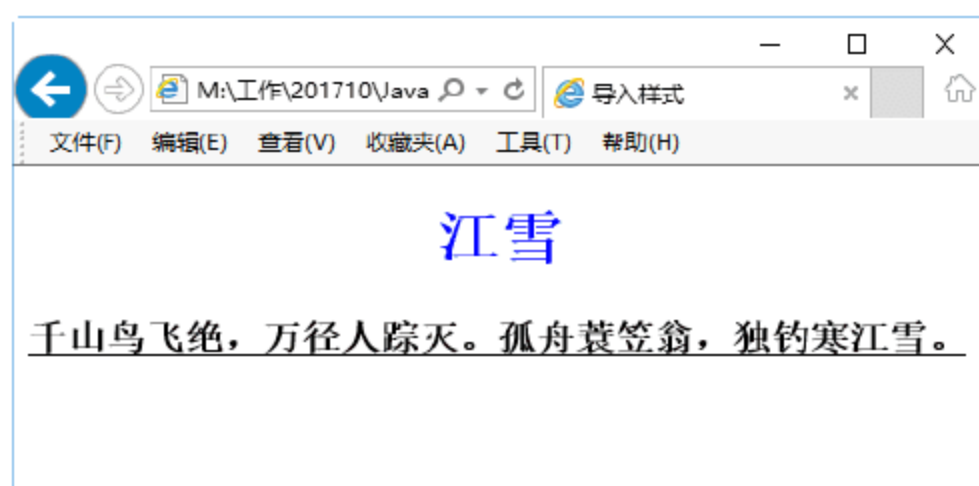 M:\工作\201710\Java
导入样式
文件(F) 编辑(E) 查看(V) 收藏夹(A) 工具(T) 帮助(H)
江雪
千山鸟飞绝，万径人踪灭。孤舟蓑笠翁，独钓寒江雪。